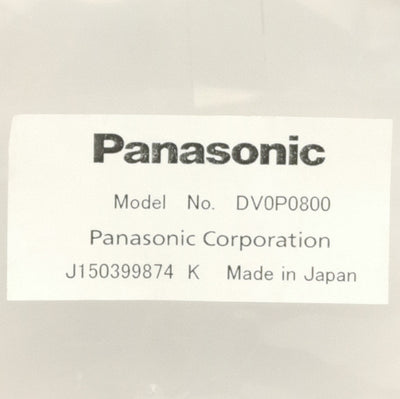 Panasonic
Model No. DV0P0800
Panasonic Corporation
J150399874 K Made in Japan